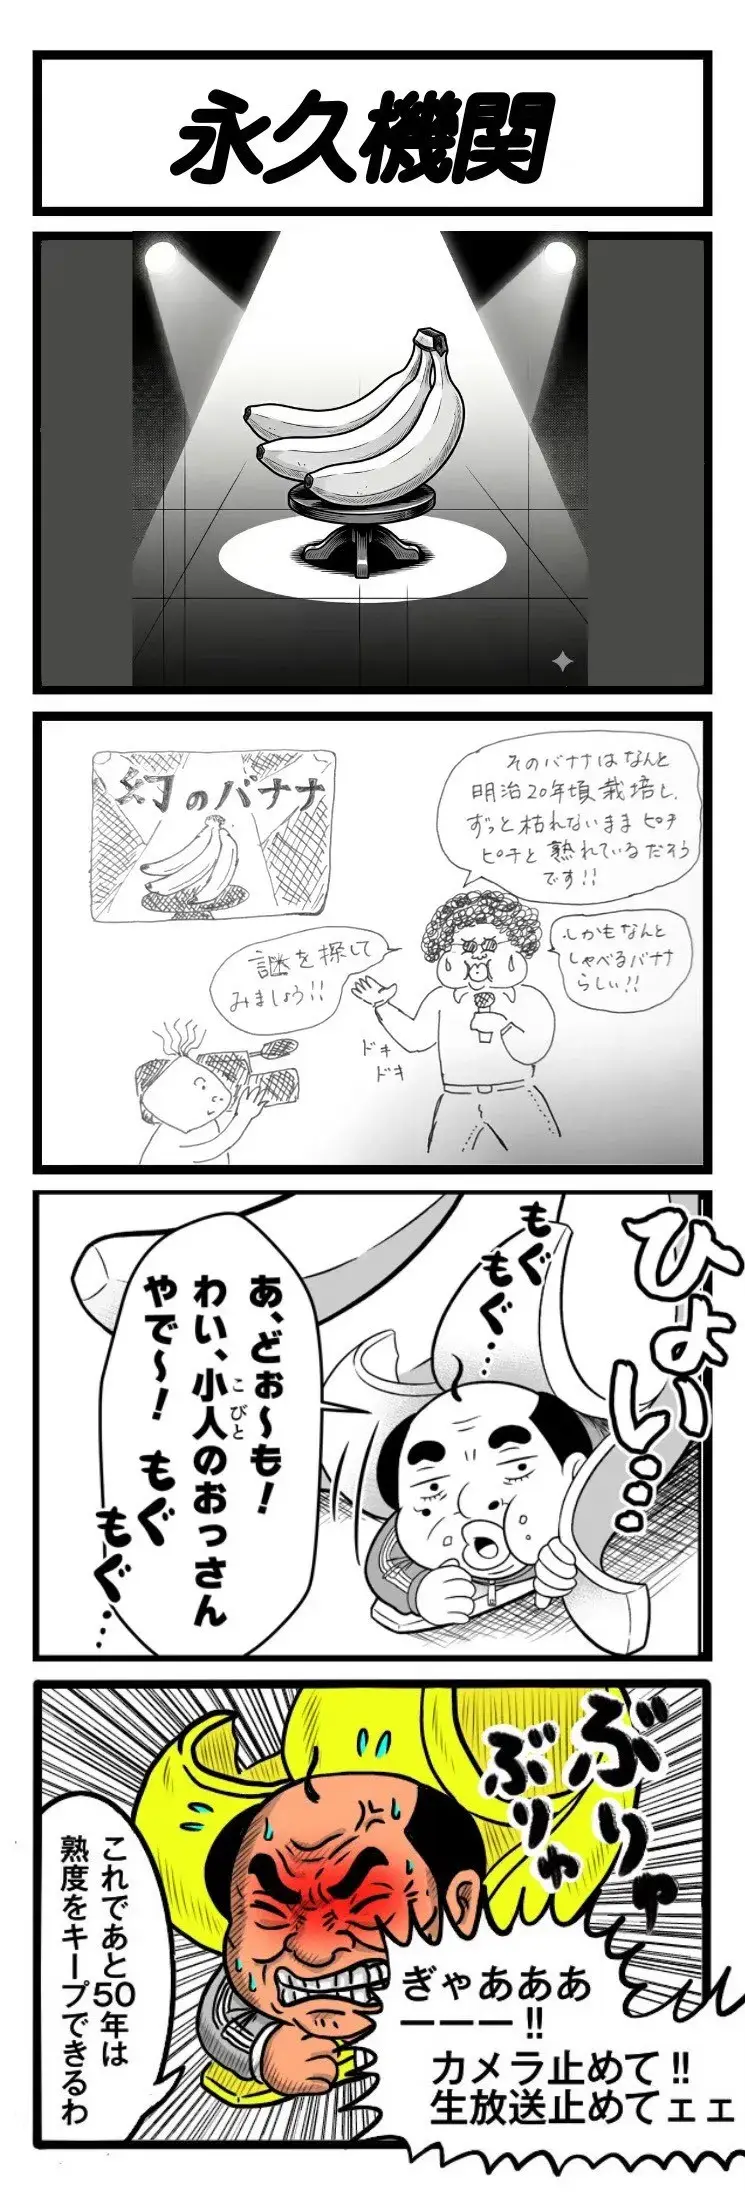 永久機関
幻のバナナ
そのバナナはなんと
明治20年頃栽培し、
ずっと枯れないままピチ
ピチと熟れているだそう
です!!
しかもなんと
しゃべるバナナ
らしい!!
謎を探して
みましょう!!
ドキ
ドキ
ひょい…
もぐ
もぐ…
あ、どぉ〜も!
わい、小人のおっさん
こびと
やで〜! もぐ
もぐ…
ぶりゅ
ぶりゅ
これであと50年は
熟度をキープできるわ
ぎゃあああ
ーーー!!
カメラ止めて!!
生放送止めてェェ